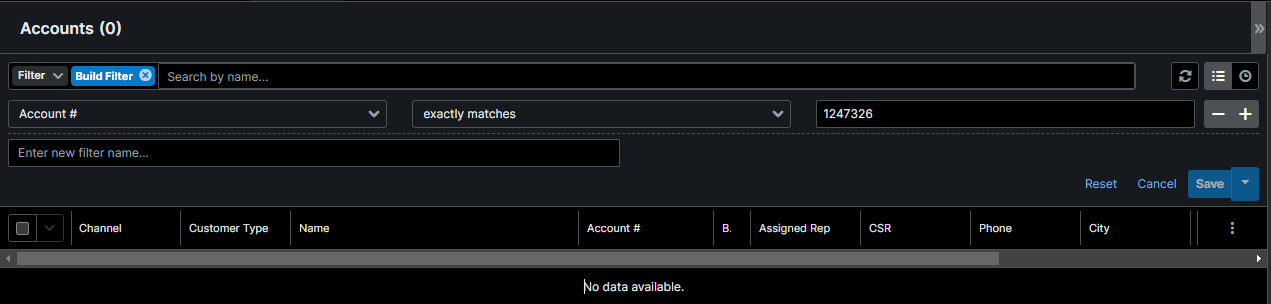 Accounts (0)
Filter Build Filter Search by name...
Account # exactly matches 1247326
Enter new filter name...
Reset Cancel Save
Channel Customer Type Name Account # B. Assigned Rep CSR Phone City
No data available.